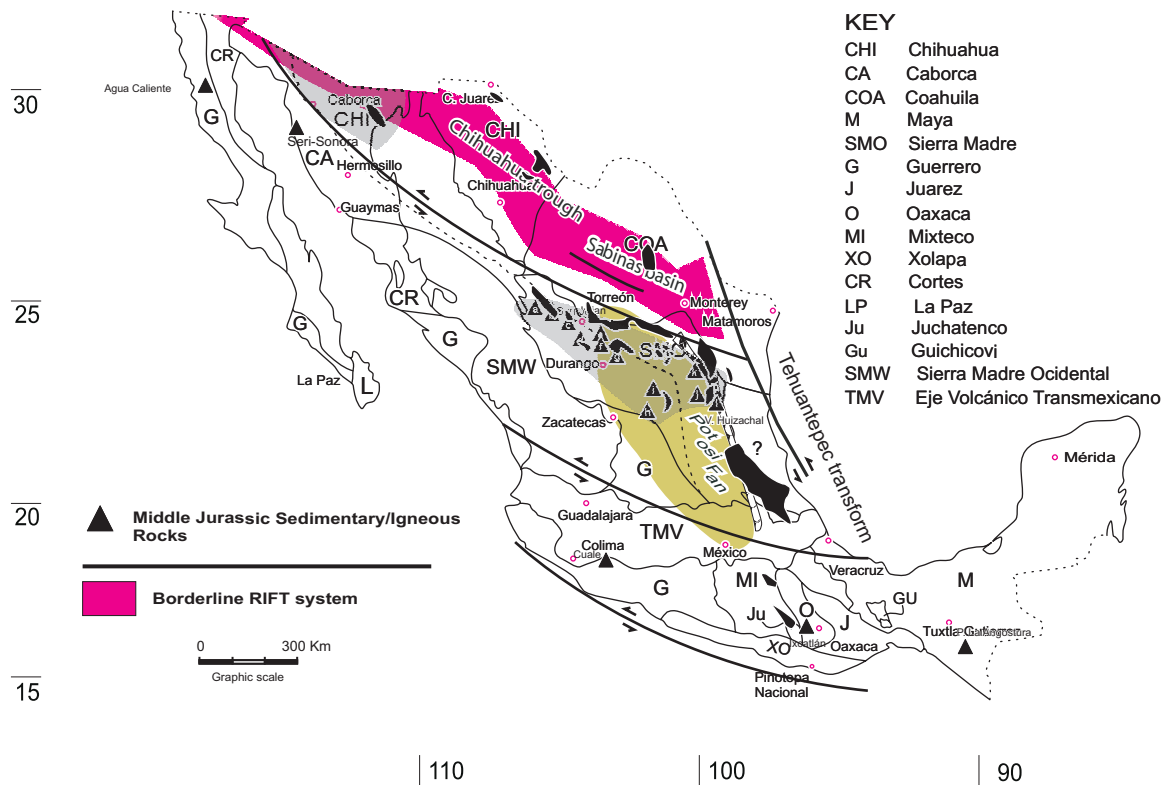 KEY
CHI Chihuahua
CA Caborca
COA Coahuila
M Maya
SMO Sierra Madre
G Guerrero
J Juarez
O Oaxaca
MI Mixteco
XO Xolapa
CR Cortes
LP La Paz
Ju Juchatenco
Gu Guichicovi
SMW Sierra Madre Ocidental
TMV Eje Volcánico Transmexicano
30
25
20
15
110
100
90
CR
Agua Caliente
G
Caborca
CHI
C. Juarez
CHI
Seri-Sonora
CA
Hermosillo
Chihuahua trough
Chihuahua
Guaymas
COA
Sabinas basin
CR
Torreón
Monterey
Matamoros
G
G
SMO
Durango
SMW
La Paz
L
Tehuantepec transform
Zacatecas
V. Huizachal
Potosi Fan
?
G
Mérida
Guadalajara
TMV
Colima
Cuale
México
Veracruz
M
G
MI
GU
Ju
O
J
Tuxtla
XO
Ixcatlán
Oaxaca
Pinotepa
Nacional
Middle Jurassic Sedimentary/Igneous
Rocks
Borderline RIFT system
0 300 Km
Graphic scale